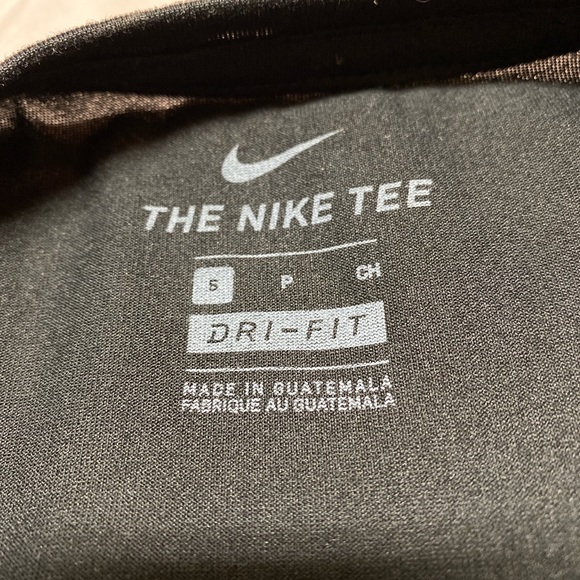 THE NIKE TEE
S P CH
DRI-FIT
MADE IN GUATEMALA
FABRIQUE AU GUATEMALA